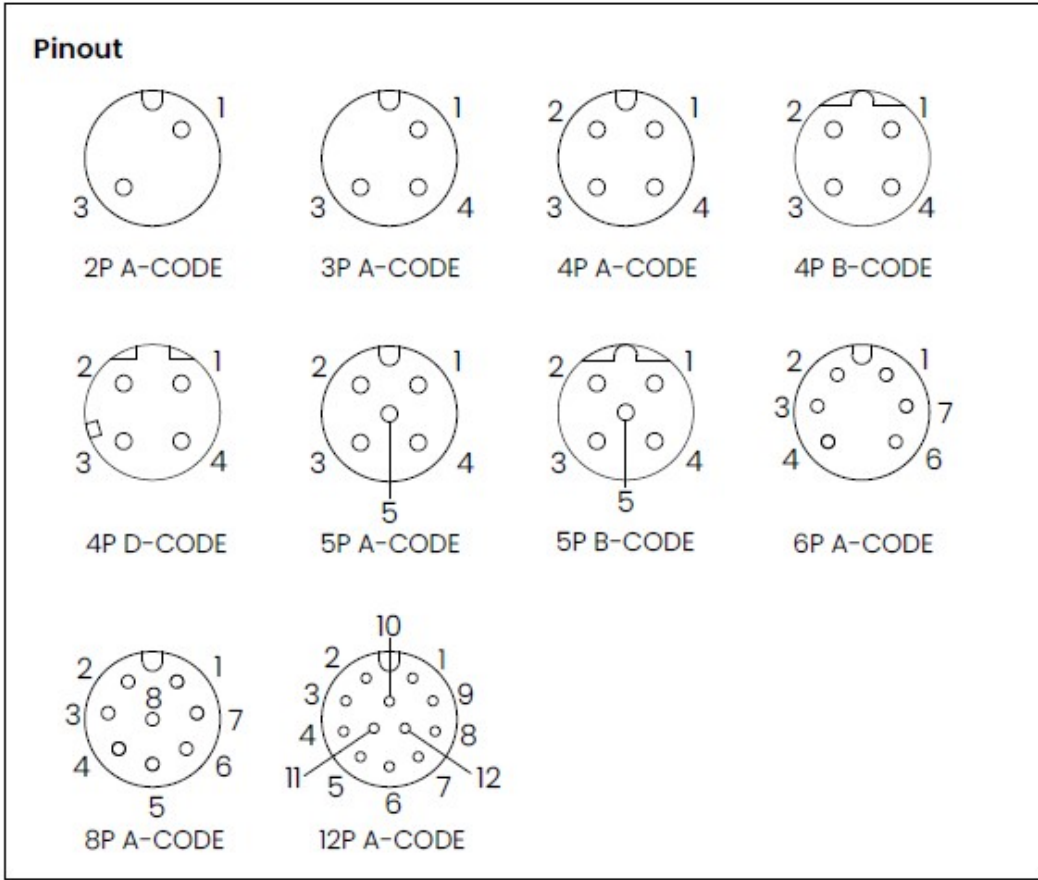 Pinout
1
3
2P A-CODE
1
3 4
3P A-CODE
2 1
3 4
4P A-CODE
2 1
3 4
4P B-CODE
2 1
3 4
4P D-CODE
2 1
3 4
5
5P A-CODE
2 1
3 4
5
5P B-CODE
2 1
3 7
4 6
6P A-CODE
2 1
8
3 7
4 6
5
8P A-CODE
10
2 1
3 9
4 8
11 12
5 7
6
12P A-CODE